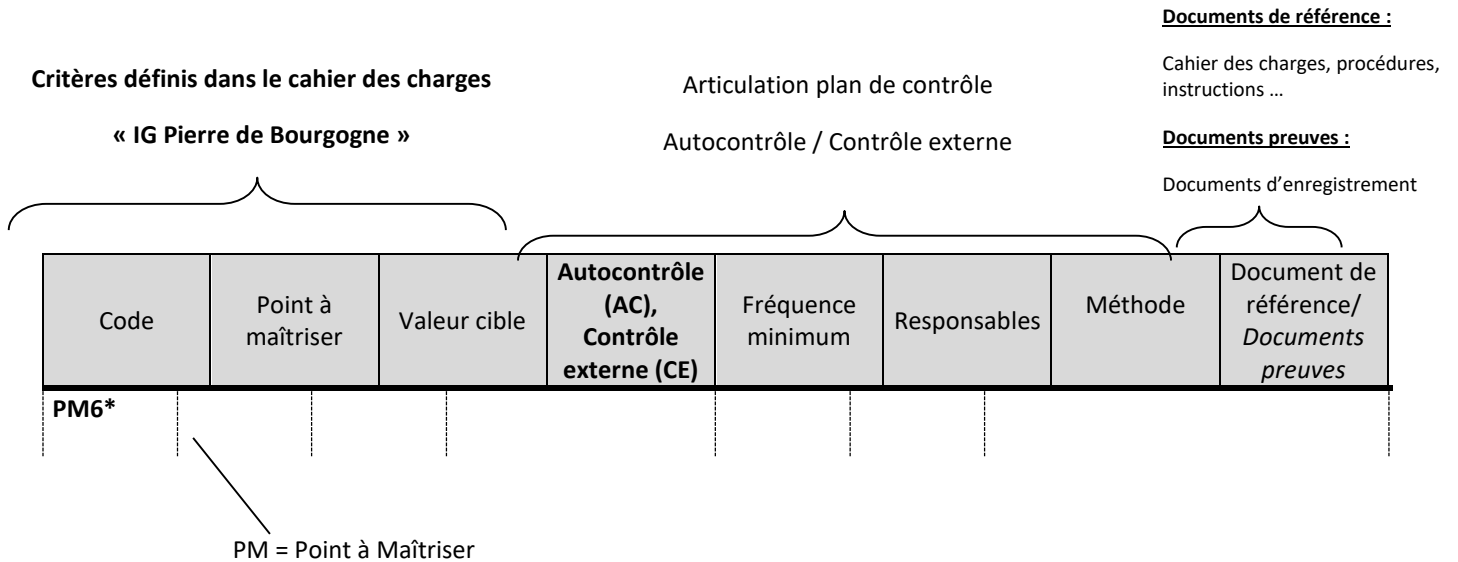 Documents de référence :
Cahier des charges, procédures,
instructions …
Documents preuves :
Documents d'enregistrement
Critères définis dans le cahier des charges
« IG Pierre de Bourgogne »
Articulation plan de contrôle
Autocontrôle / Contrôle externe
Code
Point à
maîtriser
Valeur cible
Autocontrôle
(AC),
Contrôle
externe (CE)
Fréquence
minimum
Responsables
Méthode
Document de
référence/
Documents
preuves
PM6*
PM = Point à Maîtriser